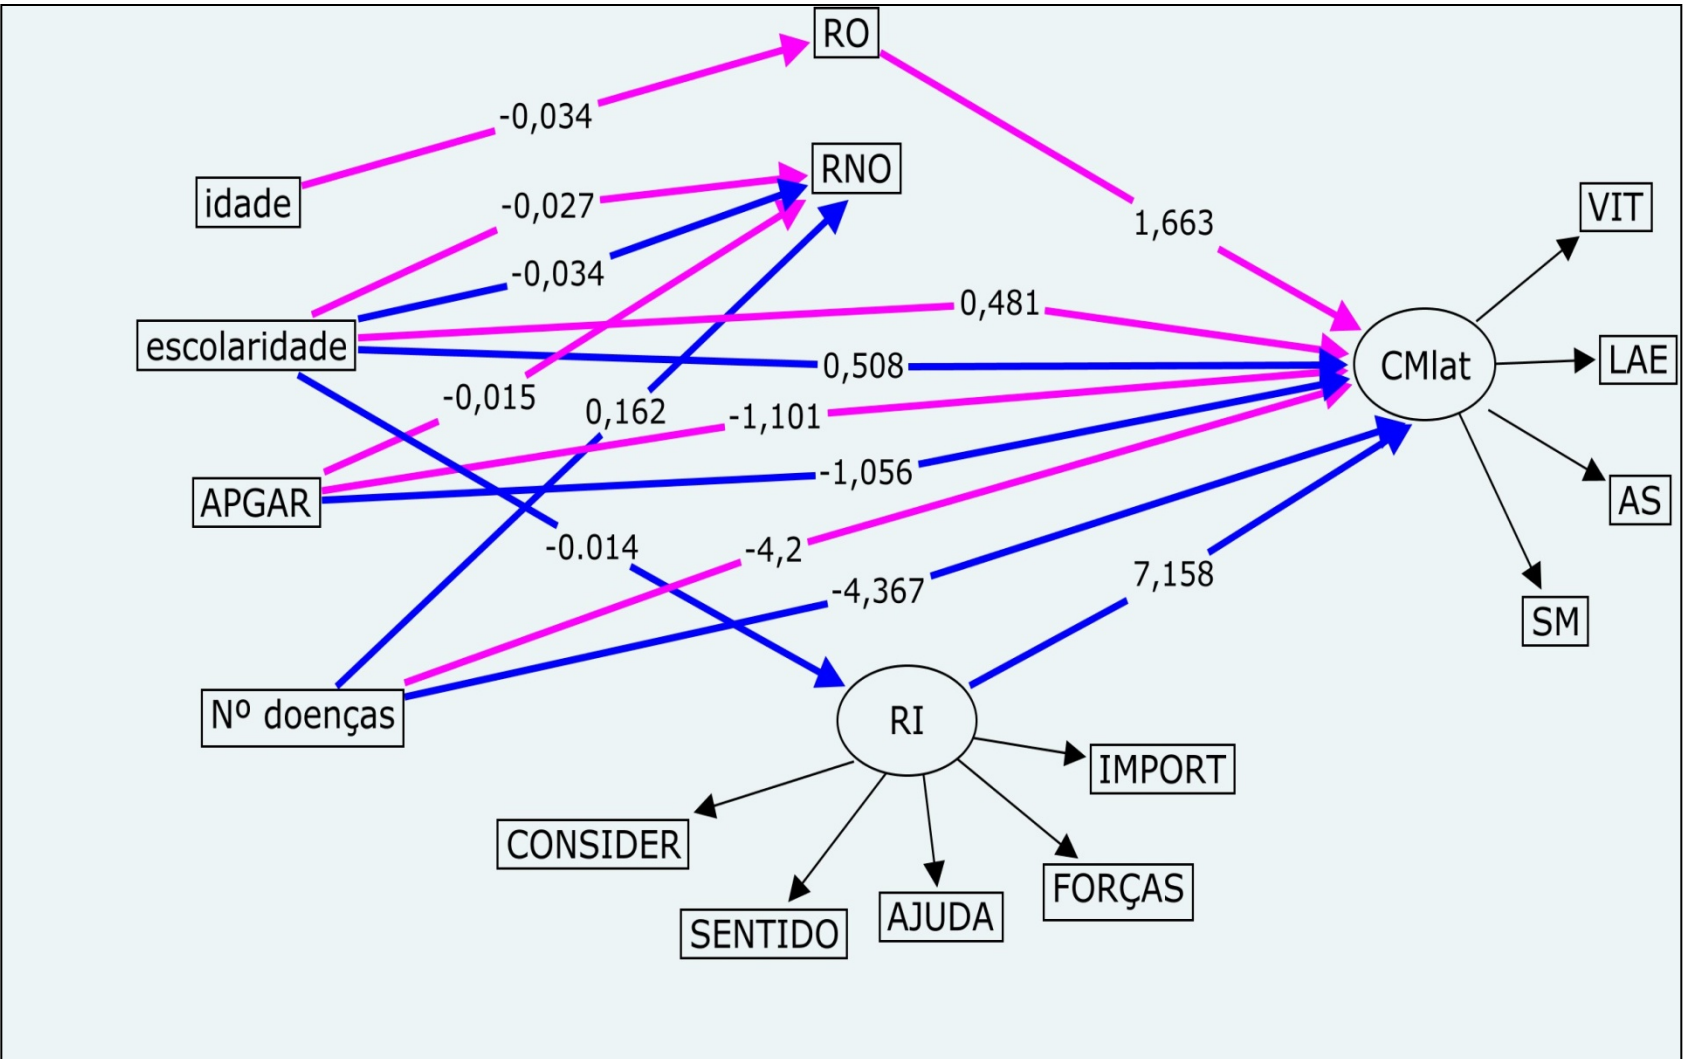 RO
-0,034
RNO
idade
-0,027
VIT
1,663
-0,034
0,481
escolaridade
0,508
CMlat
LAE
-0,015
0,162
-1,101
-1,056
APGAR
AS
-0.014
-4,2
7,158
-4,367
SM
Nº doenças
RI
IMPORT
CONSIDER
FORÇAS
AJUDA
SENTIDO